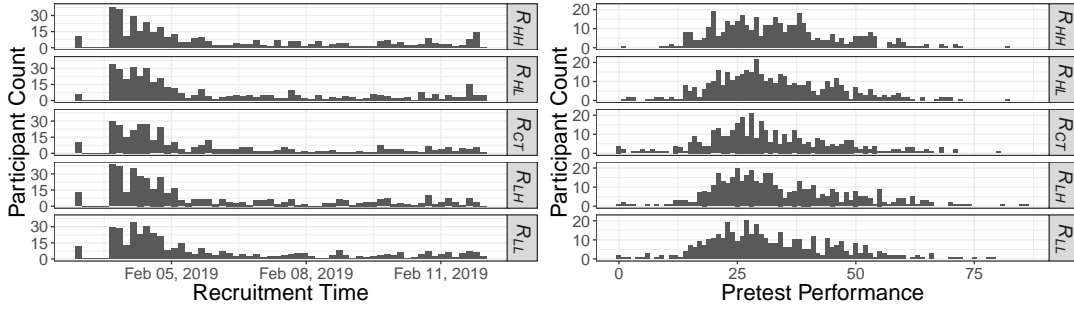 Participant Count
30
15
0
R_HH
30
15
0
R_HL
30
15
0
R_CT
30
15
0
R_LH
30
15
0
R_LL
Feb 05, 2019 Feb 08, 2019 Feb 11, 2019
Recruitment Time
Participant Count
20
10
0
R_HH
20
10
0
R_HL
20
10
0
R_CT
20
10
0
R_LH
20
10
0
R_LL
0 25 50 75
Pretest Performance